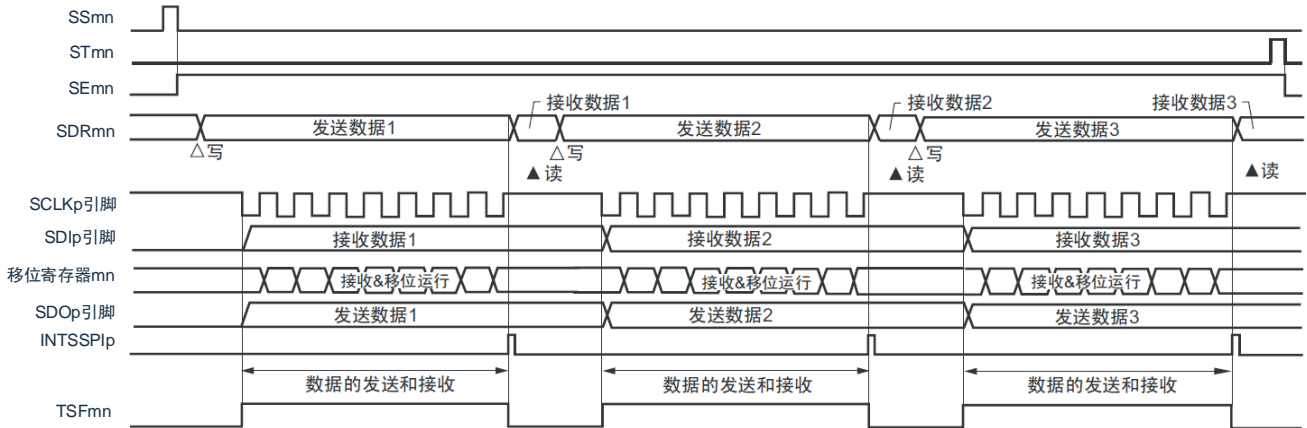 SSmn
STmn
SEmn
接收数据1 接收数据2 接收数据3
SDRmn 发送数据1 发送数据2 发送数据3
△写 △写 △写
▲读 ▲读 ▲读
SCLKp引脚
SDIp引脚 接收数据1 接收数据2 接收数据3
移位寄存器mn 接收&移位运行 接收&移位运行 接收&移位运行
SDOp引脚 发送数据1 发送数据2 发送数据3
INTSSPIp
数据的发送和接收 数据的发送和接收 数据的发送和接收
TSFmn